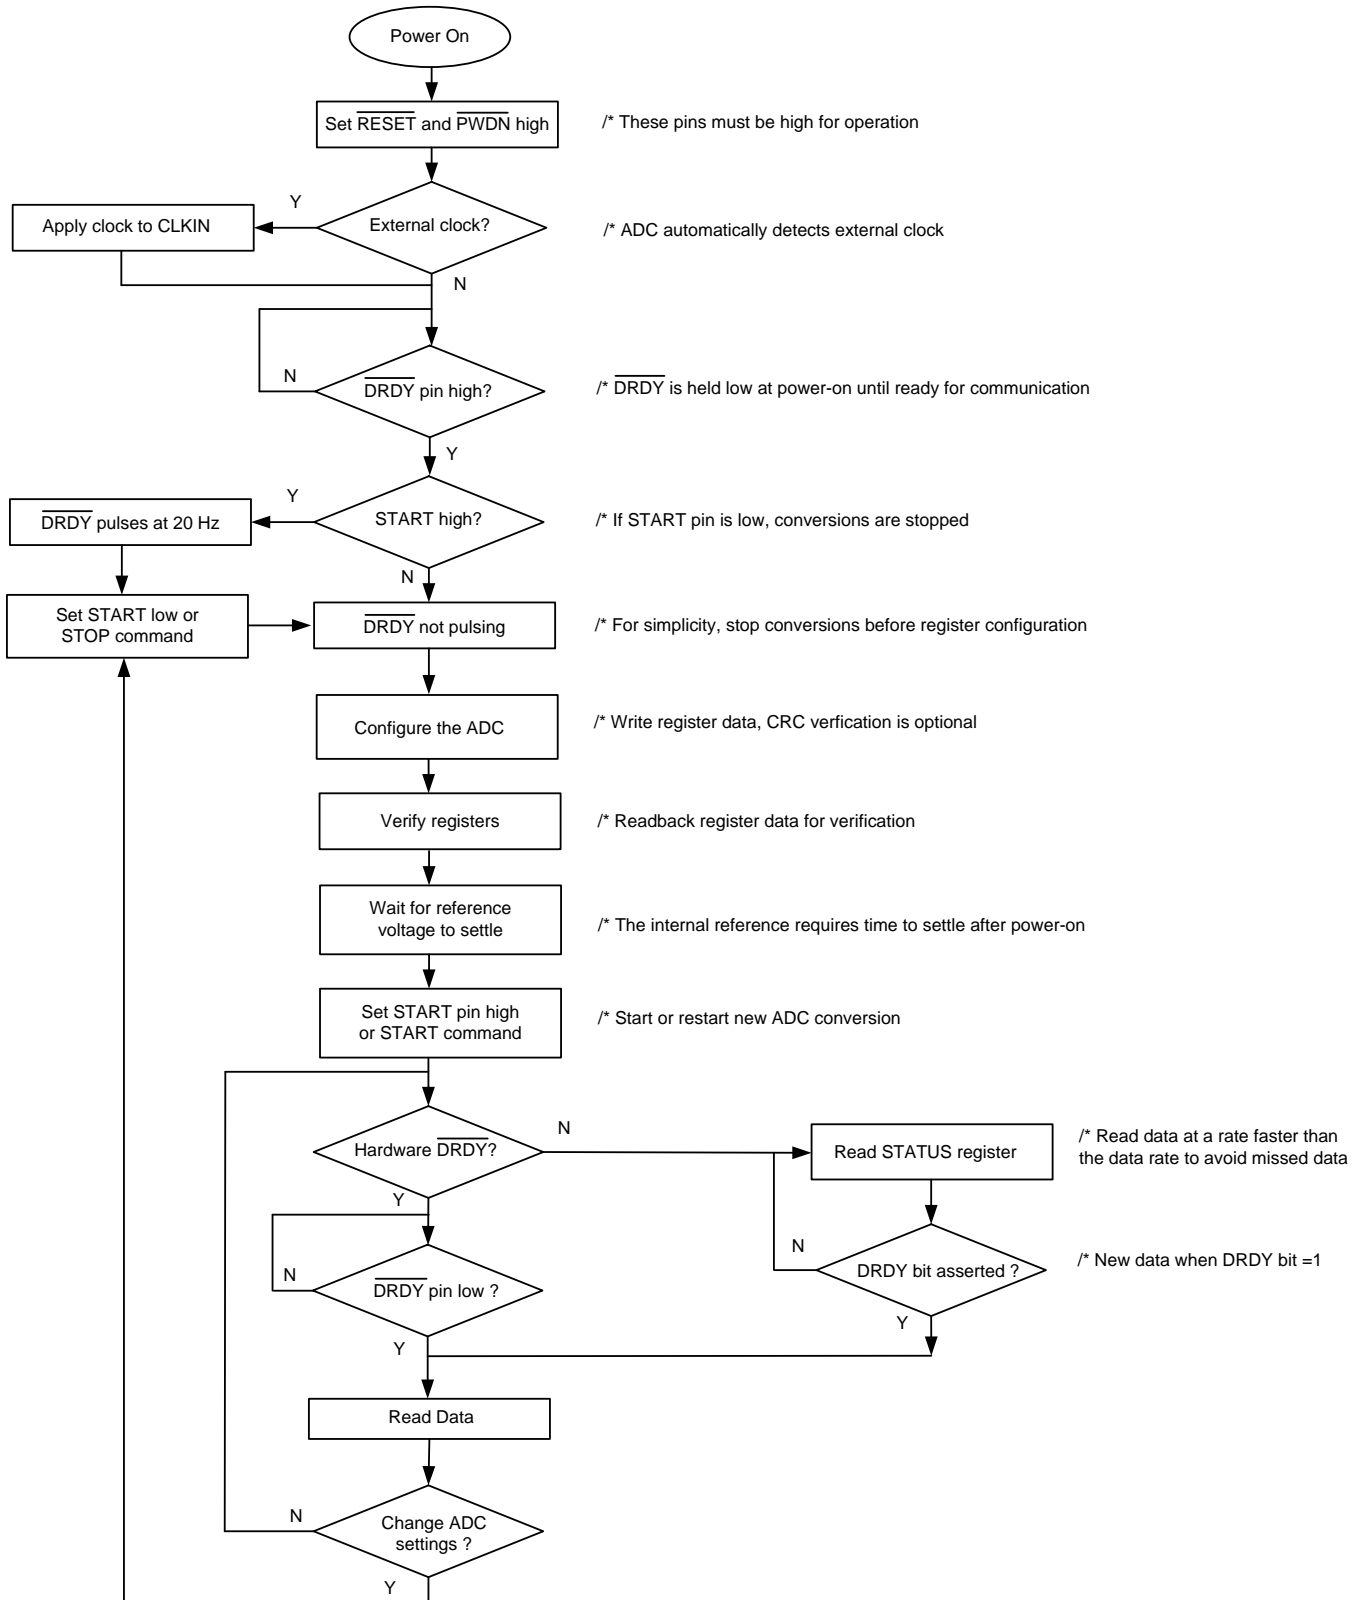 Power On
Set RESET and PWDN high
/* These pins must be high for operation
Y
Apply clock to CLKIN
External clock?
/* ADC automatically detects external clock
N
N
DRDY pin high?
/* DRDY is held low at power-on until ready for communication
Y
Y
DRDY pulses at 20 Hz
START high?
/* If START pin is low, conversions are stopped
N
Set START low or
STOP command
DRDY not pulsing
/* For simplicity, stop conversions before register configuration
Configure the ADC
/* Write register data, CRC verfication is optional
Verify registers
/* Readback register data for verification
Wait for reference
voltage to settle
/* The internal reference requires time to settle after power-on
Set START pin high
or START command
/* Start or restart new ADC conversion
Hardware DRDY?
N
Read STATUS register
/* Read data at a rate faster than
the data rate to avoid missed data
Y
N
DRDY pin low ?
N
DRDY bit asserted ?
/* New data when DRDY bit =1
Y
Y
Read Data
N
Change ADC
settings ?
Y